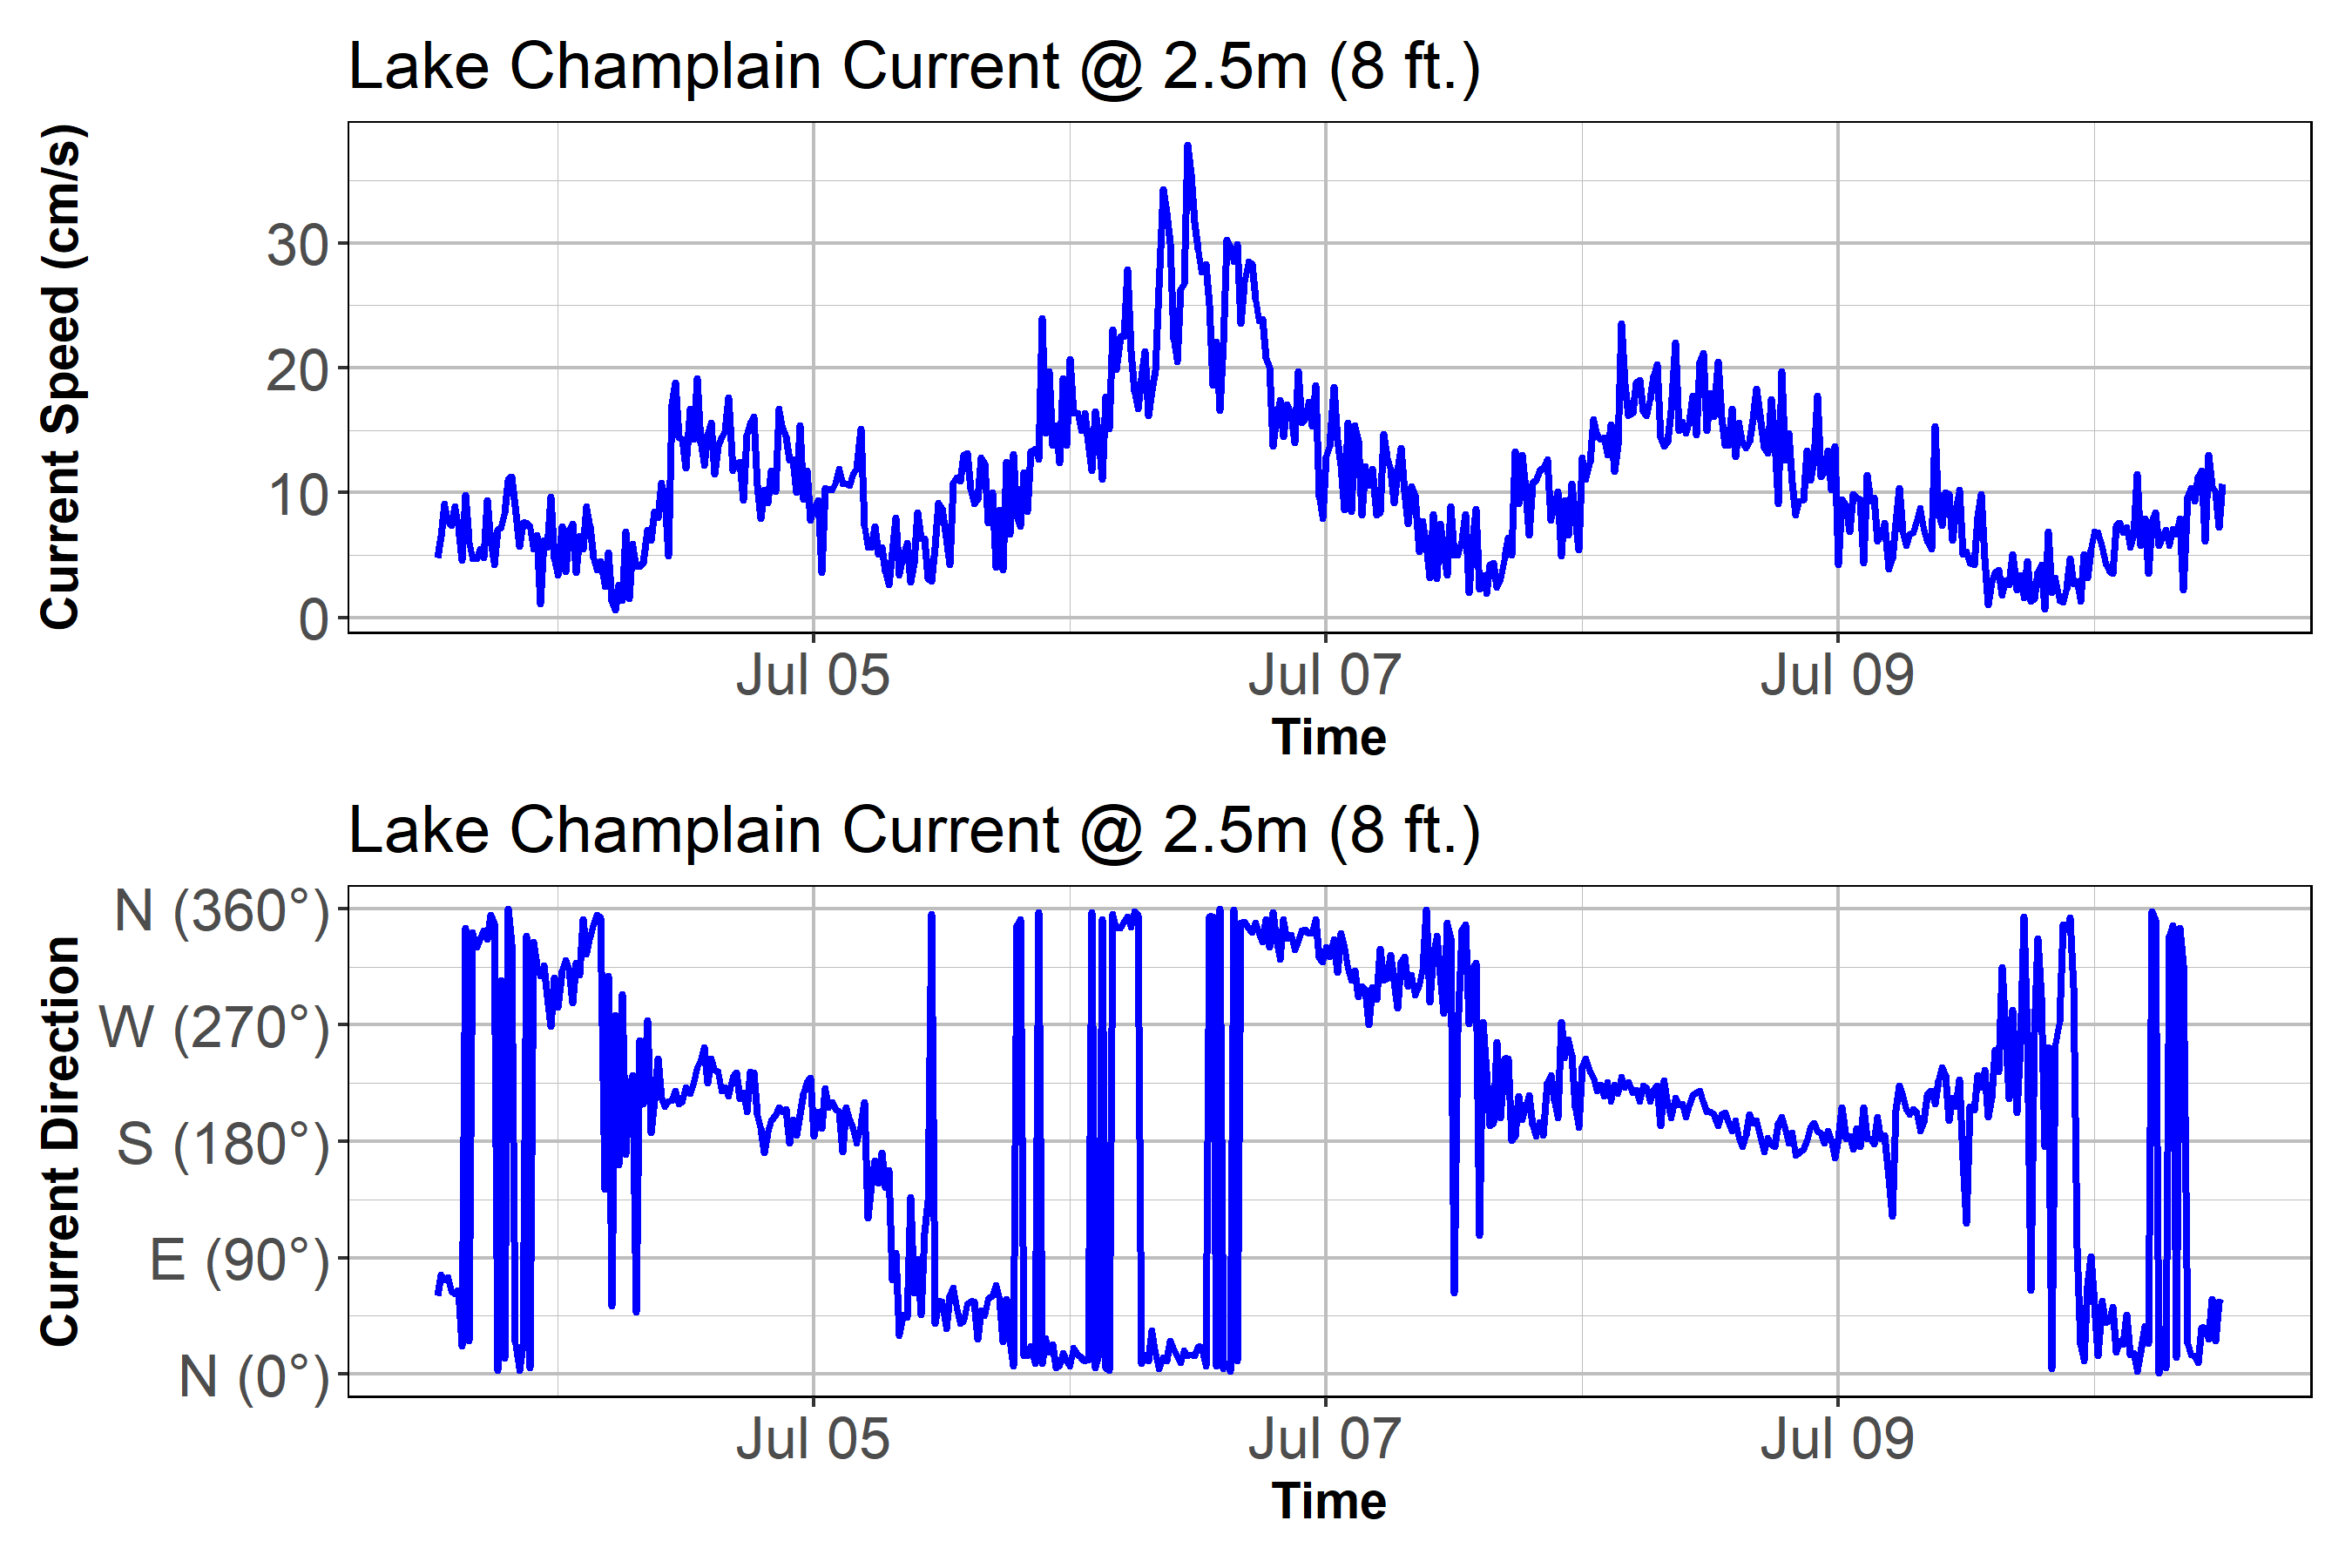 Lake Champlain Current @ 2.5m (8 ft.)
Current Speed (cm/s)
30
20
10
0
Jul 05 Jul 07 Jul 09
Time
Lake Champlain Current @ 2.5m (8 ft.)
Current Direction
N (360°)
W (270°)
S (180°)
E (90°)
N (0°)
Jul 05 Jul 07 Jul 09
Time